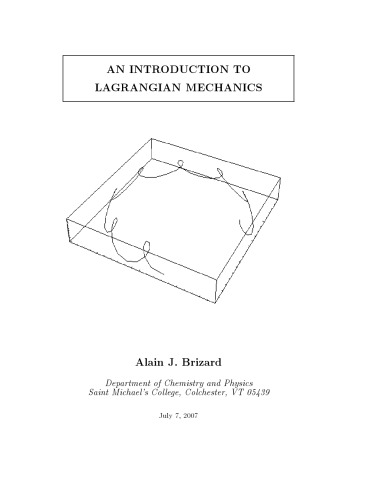 AN INTRODUCTION TO
LAGRANGIAN MECHANICS
Alain J. Brizard
Department of Chemistry and Physics
Saint Michael's College, Colchester, VT 05439
July 7, 2007